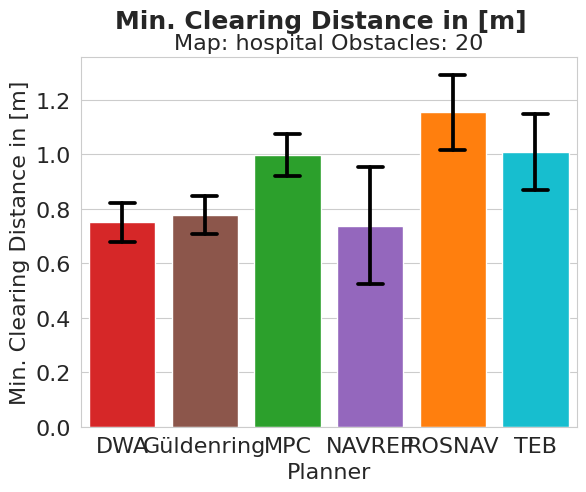 Min. Clearing Distance in [m]
Map: hospital Obstacles: 20
Min. Clearing Distance in [m]
1.2
1.0
0.8
0.6
0.4
0.2
0.0
DWA Güldenring MPC NAVREP ROSNAV TEB
Planner